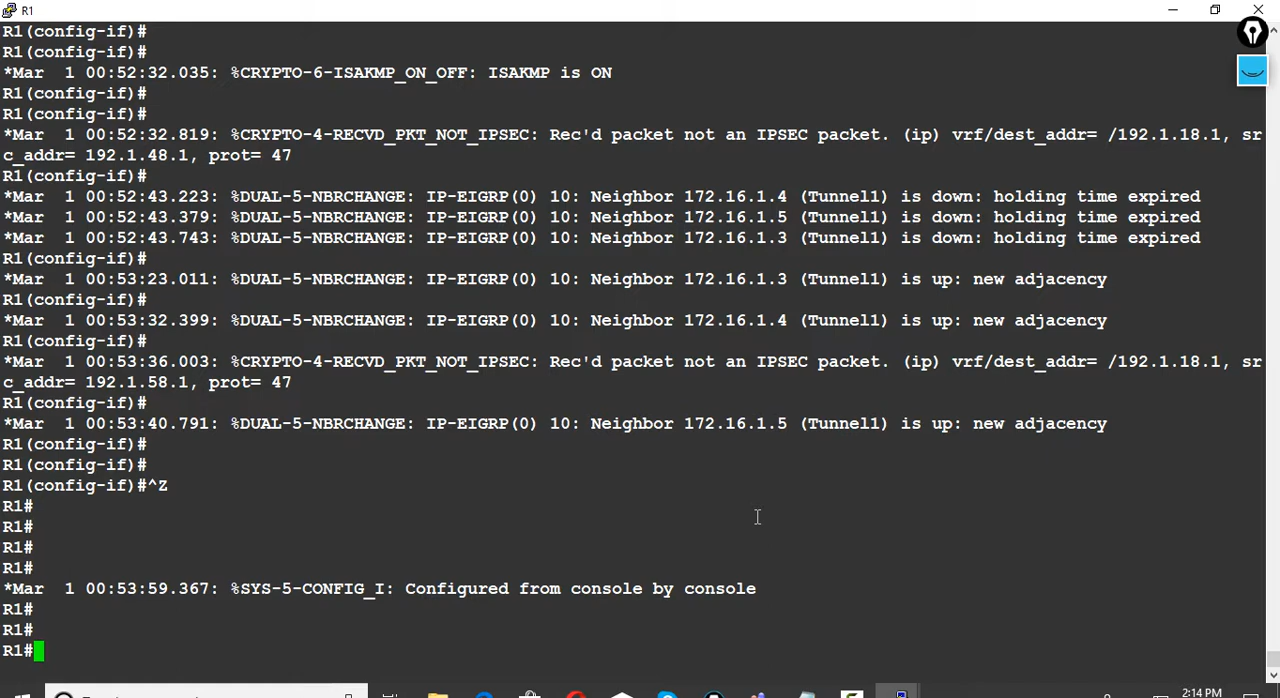 R1
R1(config-if)#
R1(config-if)#
*Mar  1 00:52:32.035: %CRYPTO-6-ISAKMP_ON_OFF: ISAKMP is ON
R1(config-if)#
R1(config-if)#
*Mar  1 00:52:32.819: %CRYPTO-4-RECVD_PKT_NOT_IPSEC: Rec'd packet not an IPSEC packet. (ip) vrf/dest_addr= /192.1.18.1, sr
c_addr= 192.1.48.1, prot= 47
R1(config-if)#
*Mar  1 00:52:43.223: %DUAL-5-NBRCHANGE: IP-EIGRP(0) 10: Neighbor 172.16.1.4 (Tunnel1) is down: holding time expired
*Mar  1 00:52:43.379: %DUAL-5-NBRCHANGE: IP-EIGRP(0) 10: Neighbor 172.16.1.5 (Tunnel1) is down: holding time expired
*Mar  1 00:52:43.743: %DUAL-5-NBRCHANGE: IP-EIGRP(0) 10: Neighbor 172.16.1.3 (Tunnel1) is down: holding time expired
R1(config-if)#
*Mar  1 00:53:23.011: %DUAL-5-NBRCHANGE: IP-EIGRP(0) 10: Neighbor 172.16.1.3 (Tunnel1) is up: new adjacency
R1(config-if)#
*Mar  1 00:53:32.399: %DUAL-5-NBRCHANGE: IP-EIGRP(0) 10: Neighbor 172.16.1.4 (Tunnel1) is up: new adjacency
R1(config-if)#
*Mar  1 00:53:36.003: %CRYPTO-4-RECVD_PKT_NOT_IPSEC: Rec'd packet not an IPSEC packet. (ip) vrf/dest_addr= /192.1.18.1, sr
c_addr= 192.1.58.1, prot= 47
R1(config-if)#
*Mar  1 00:53:40.791: %DUAL-5-NBRCHANGE: IP-EIGRP(0) 10: Neighbor 172.16.1.5 (Tunnel1) is up: new adjacency
R1(config-if)#
R1(config-if)#
R1(config-if)#^Z
R1#
R1#
R1#
R1#
*Mar  1 00:53:59.367: %SYS-5-CONFIG_I: Configured from console by console
R1#
R1#
R1#
2:14 PM